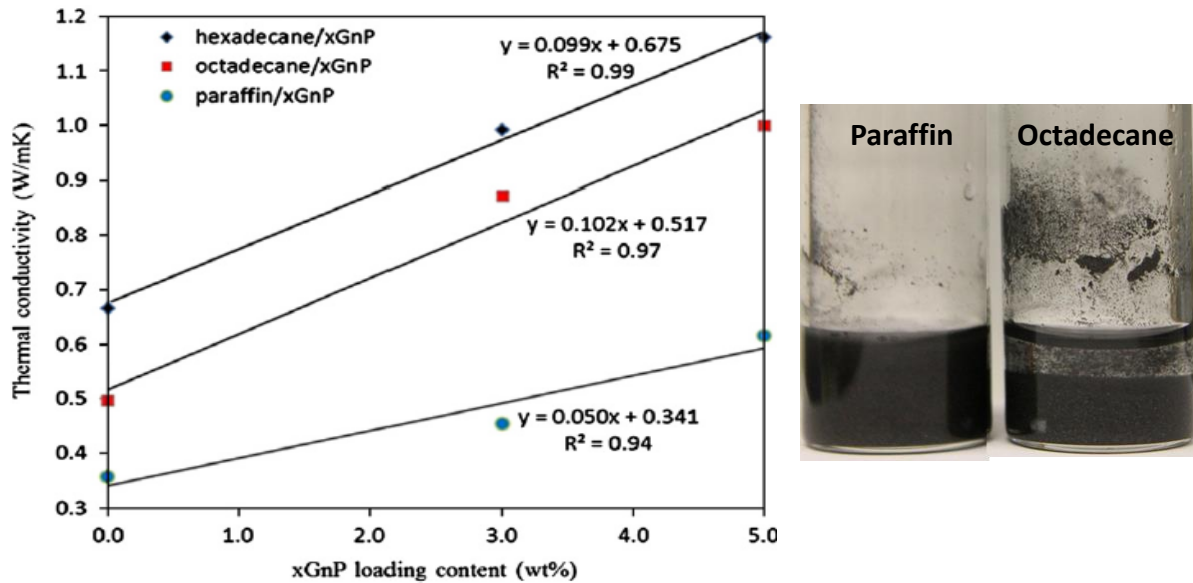 Thermal conductivity (W/mK)
1.2
1.1
1.0
0.9
0.8
0.7
0.6
0.5
0.4
0.3
hexadecane/xGnP
octadecane/xGnP
paraffin/xGnP
y = 0.099x + 0.675
R² = 0.99
y = 0.102x + 0.517
R² = 0.97
y = 0.050x + 0.341
R² = 0.94
0.0 1.0 2.0 3.0 4.0 5.0
xGnP loading content (wt%)
Paraffin Octadecane